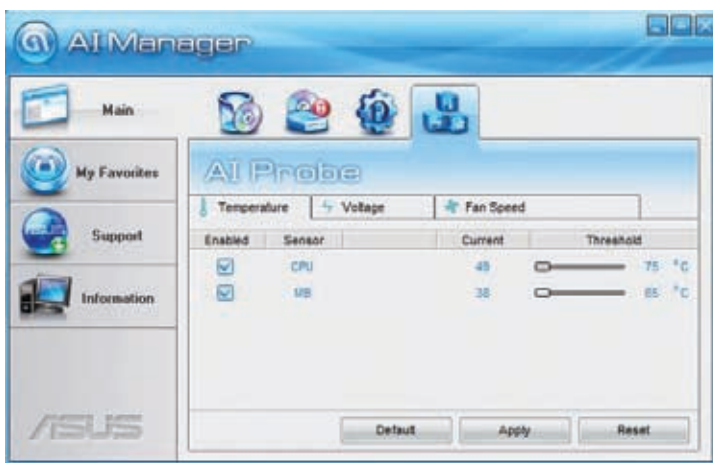 AI Manager
Main
My Favorites
Support
Information
ASUS
AI Probe
Temperature Voltage Fan Speed
Enabled Sensor Current Threshold
CPU 49 75 °C
MB 38 65 °C
Default Apply Reset